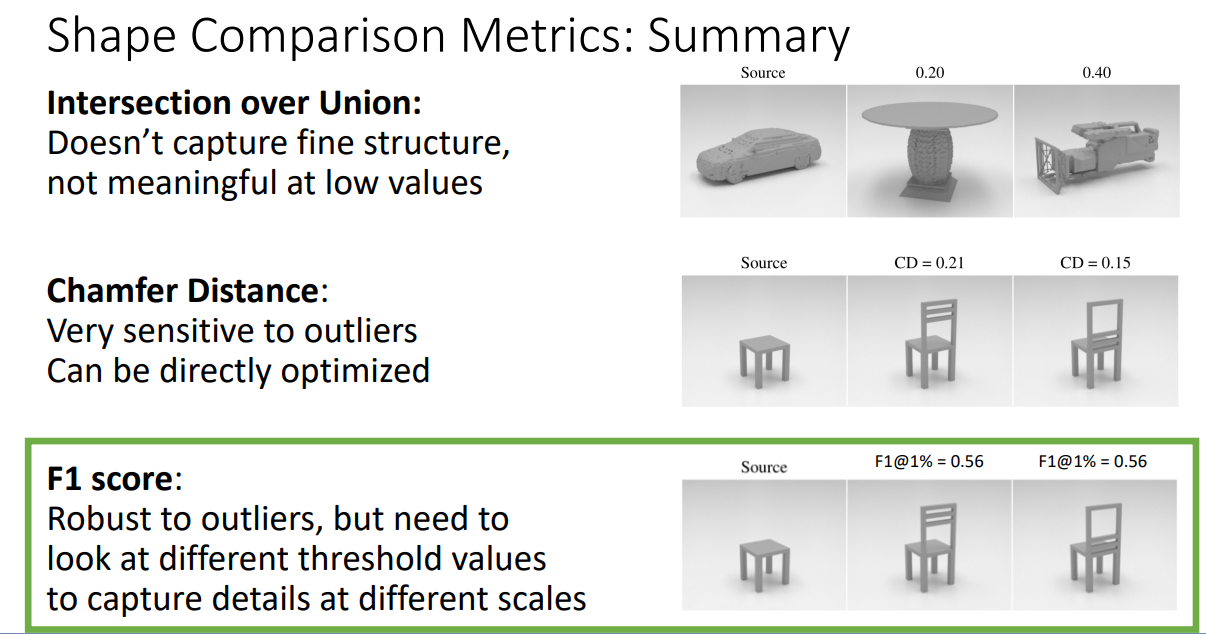 Shape Comparison Metrics: Summary
Intersection over Union:
Doesn’t capture fine structure,
not meaningful at low values
Source
0.20
0.40
Chamfer Distance:
Very sensitive to outliers
Can be directly optimized
Source
CD = 0.21
CD = 0.15
F1 score:
Robust to outliers, but need to
look at different threshold values
to capture details at different scales
Source
F1@1% = 0.56
F1@1% = 0.56